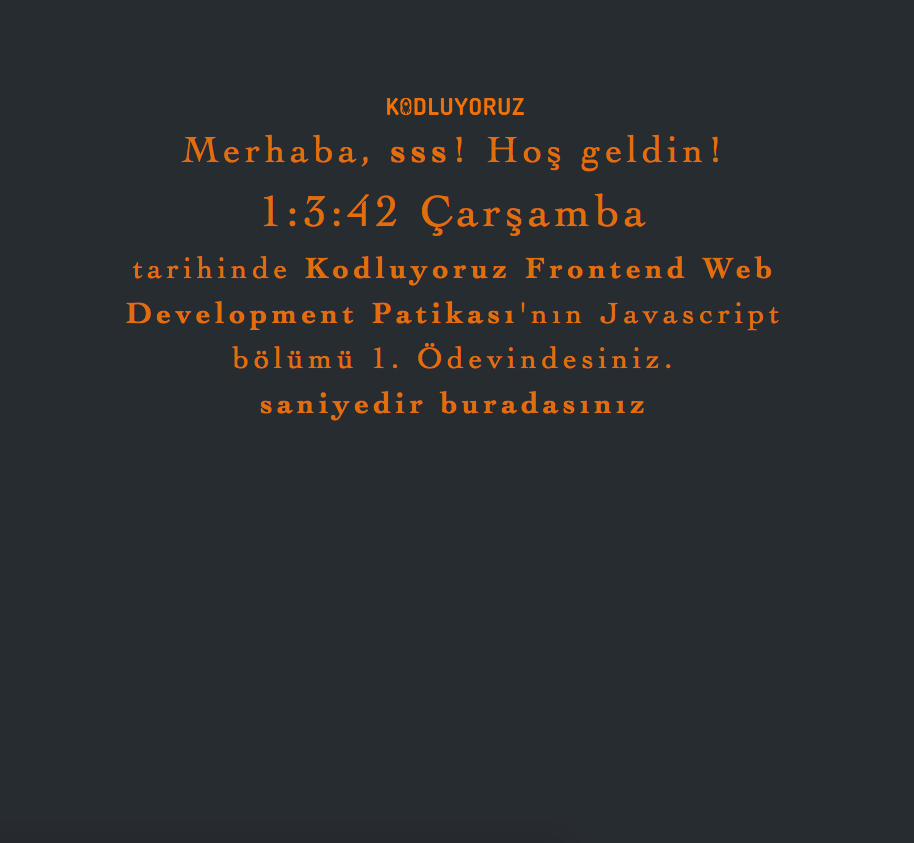 KODLUYORUZ
Merhaba, sss! Hoş geldin!
1:3:42 Çarşamba
tarihinde Kodluyoruz Frontend Web
Development Patikası'nın Javascript
bölümü 1. Ödevindesiniz.
saniyedir buradasınız